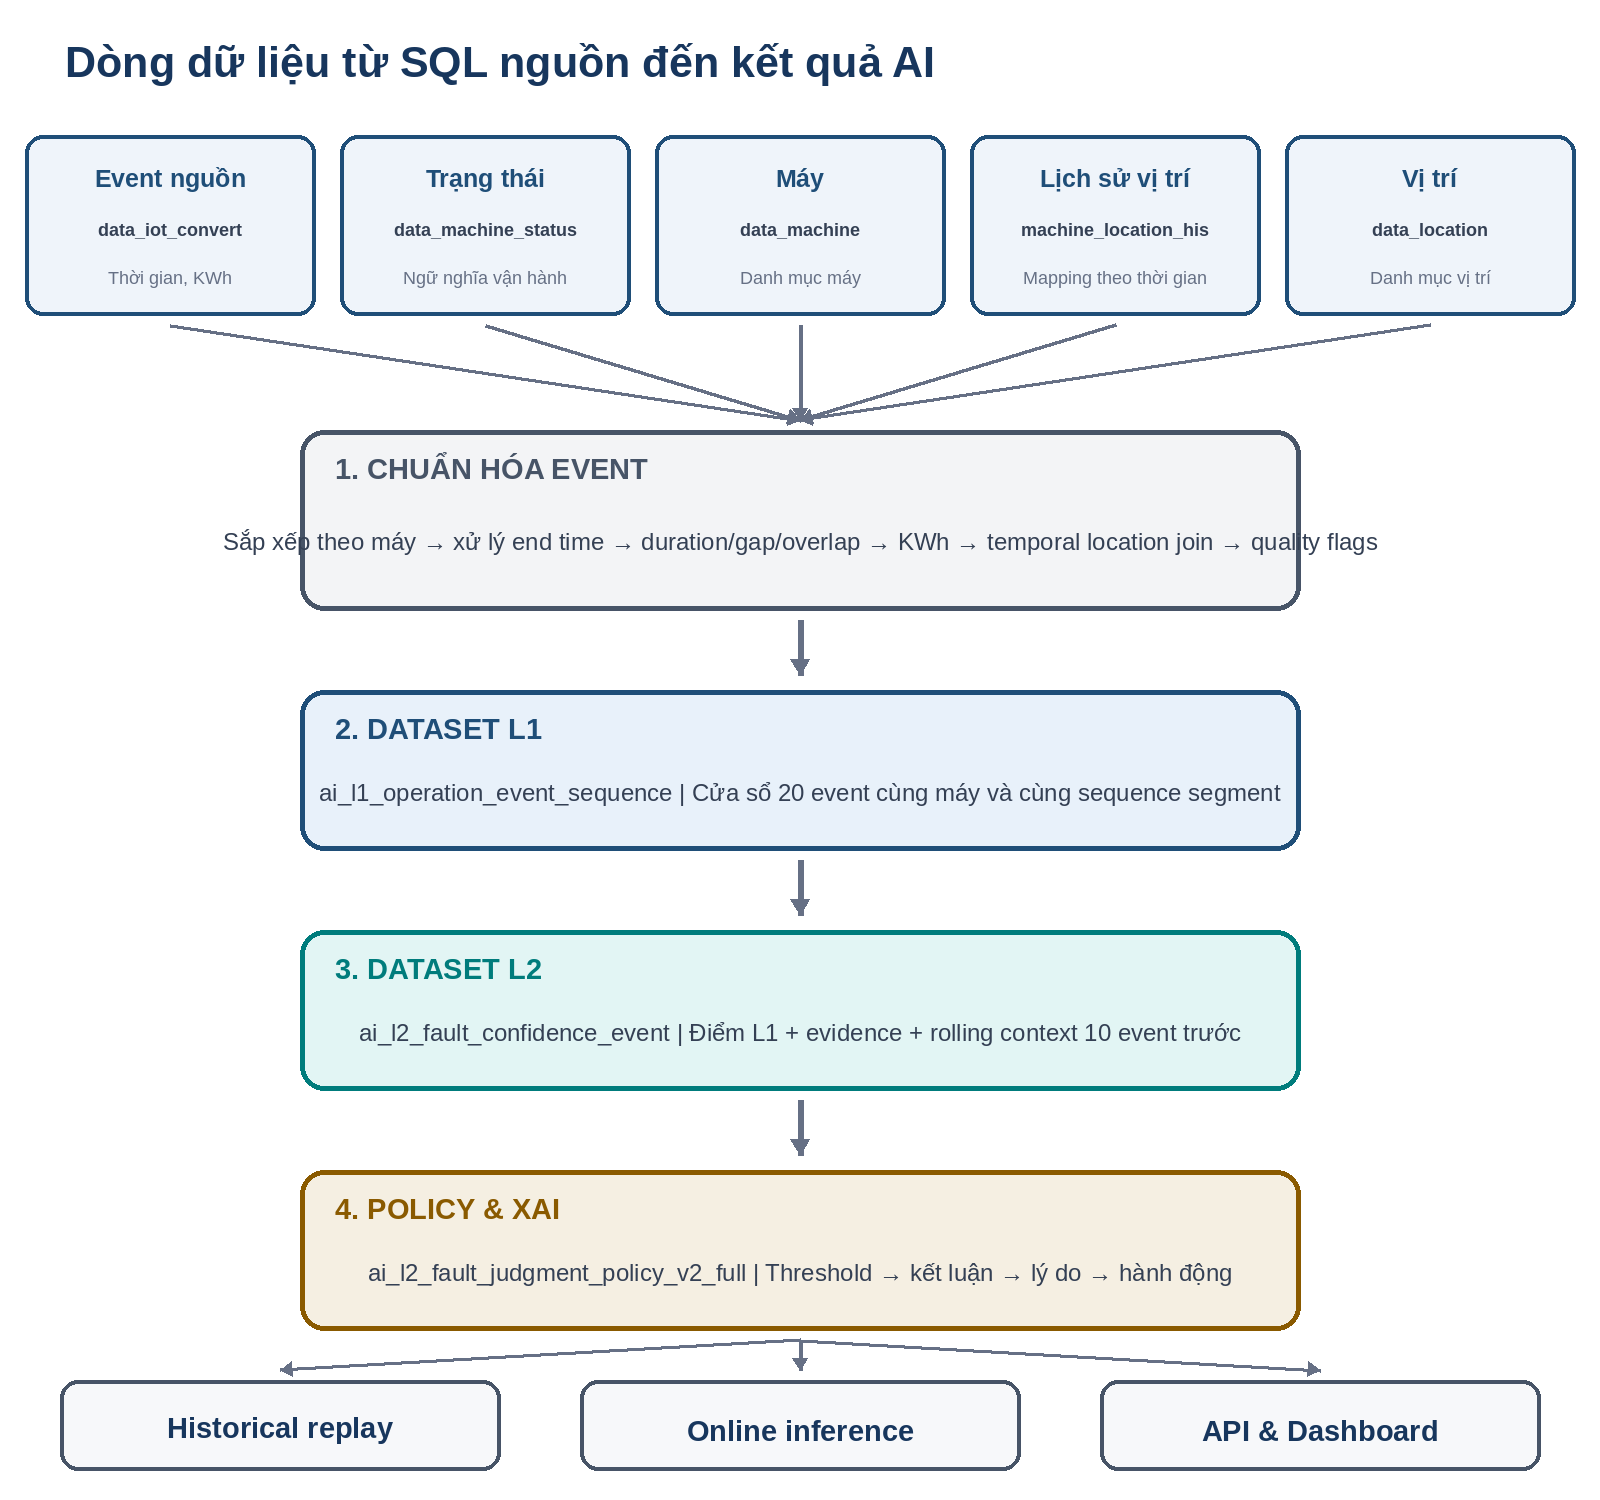 Dòng dữ liệu từ SQL nguồn đến kết quả AI
Event nguồn
data_iot_convert
Thời gian, KWh
Trạng thái
data_machine_status
Ngữ nghĩa vận hành
Máy
data_machine
Danh mục máy
Lịch sử vị trí
machine_location_his
Mapping theo thời gian
Vị trí
data_location
Danh mục vị trí
1. CHUẨN HÓA EVENT
Sắp xếp theo máy → xử lý end time → duration/gap/overlap → KWh → temporal location join → quality flags
2. DATASET L1
ai_l1_operation_event_sequence | Cửa sổ 20 event cùng máy và cùng sequence segment
3. DATASET L2
ai_l2_fault_confidence_event | Điểm L1 + evidence + rolling context 10 event trước
4. POLICY & XAI
ai_l2_fault_judgment_policy_v2_full | Threshold → kết luận → lý do → hành động
Historical replay
Online inference
API & Dashboard